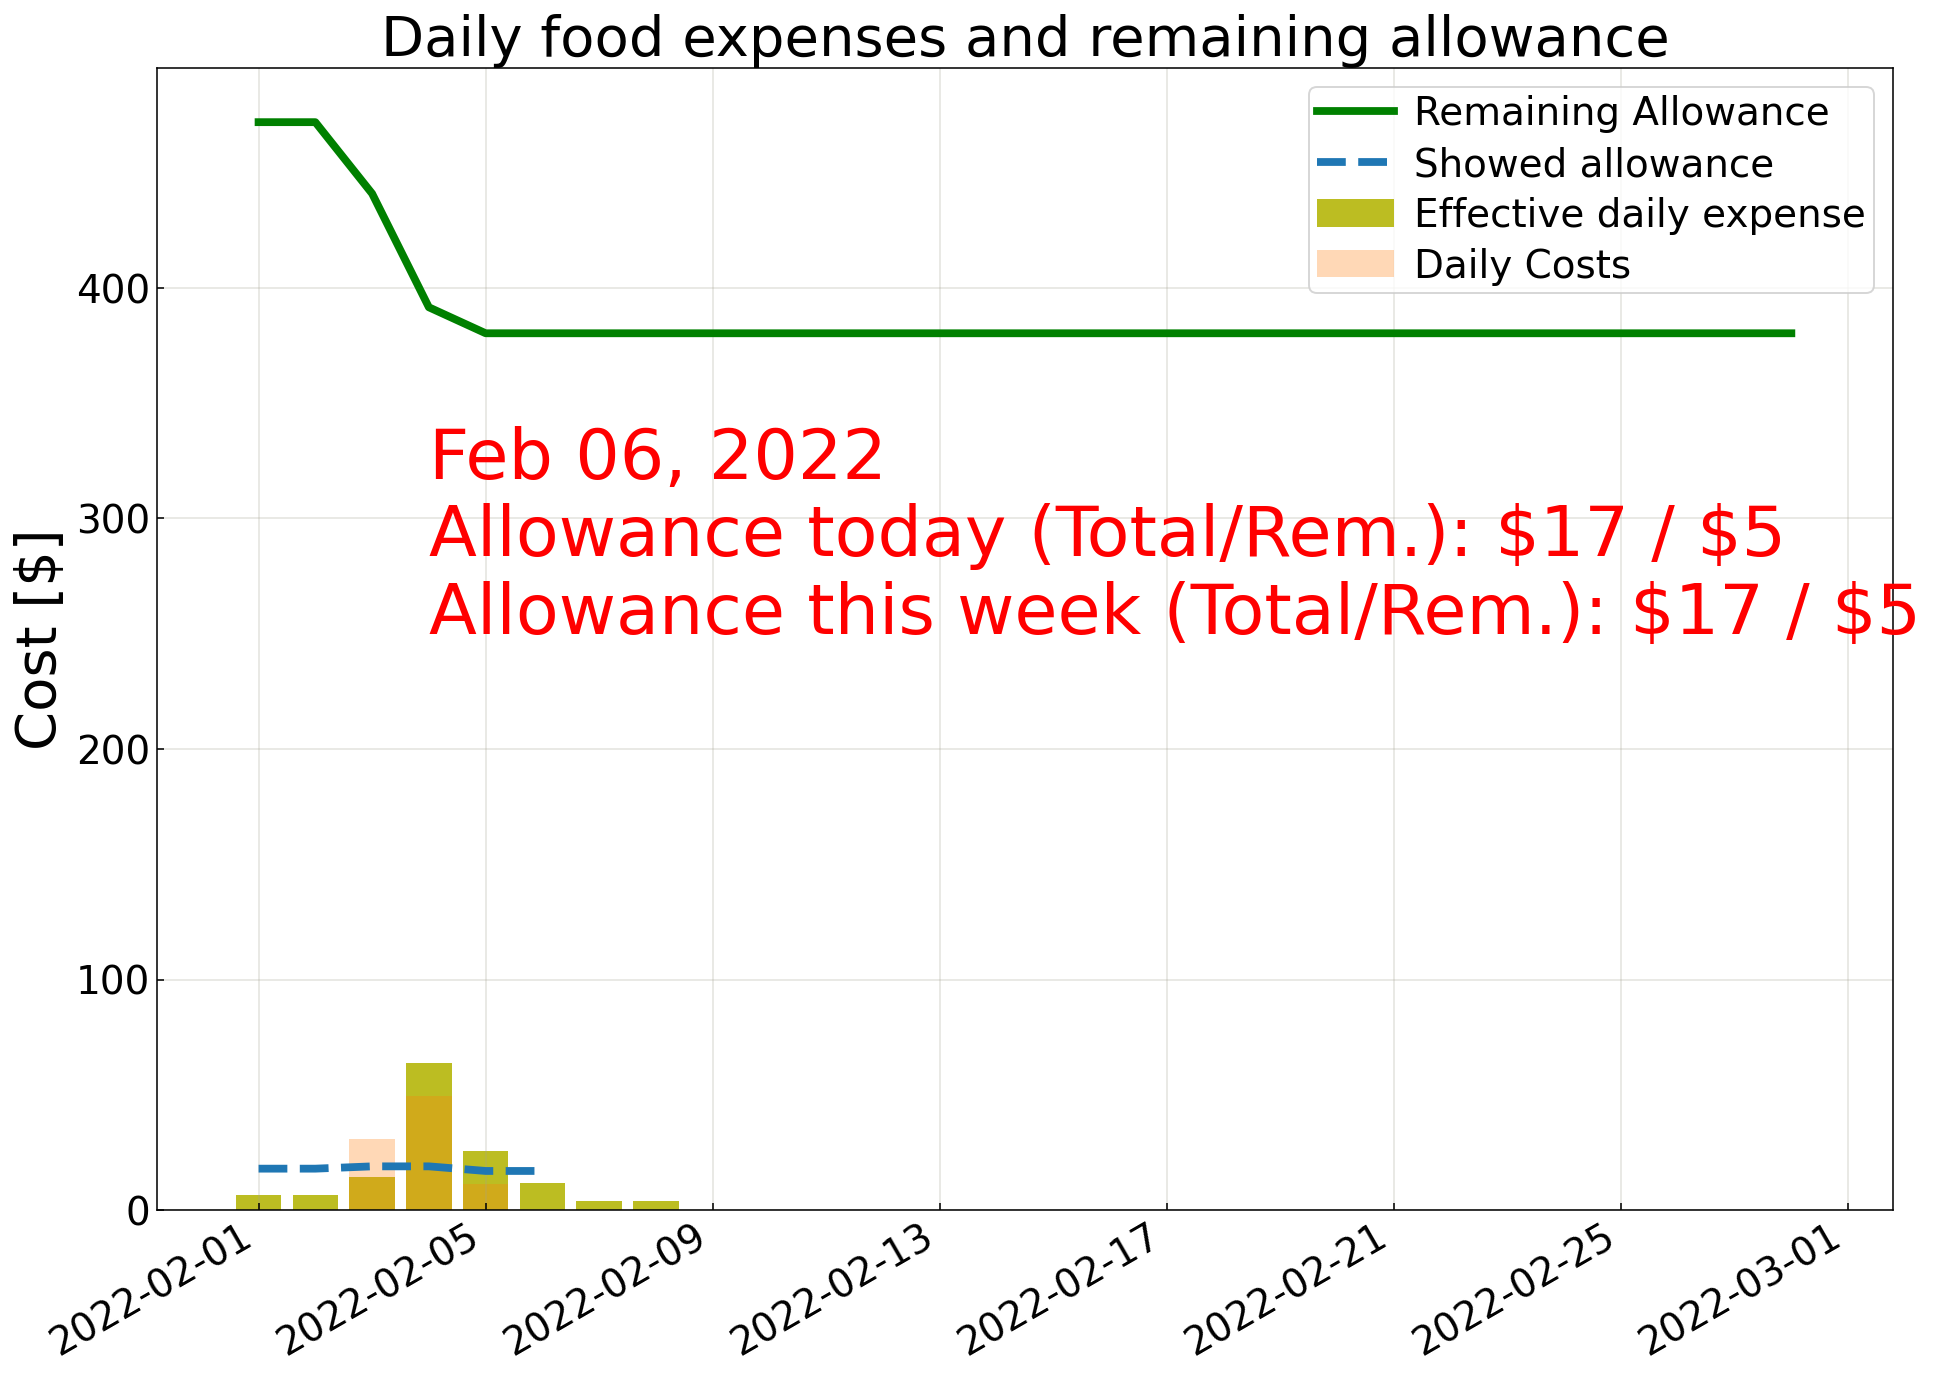 Daily food expenses and remaining allowance
Remaining Allowance
Showed allowance
Effective daily expense
Daily Costs
Cost [$]
400
300
200
100
0
Feb 06, 2022
Allowance today (Total/Rem.): $17 / $5
Allowance this week (Total/Rem.): $17 / $5
2022-02-01
2022-02-05
2022-02-09
2022-02-13
2022-02-17
2022-02-21
2022-02-25
2022-03-01